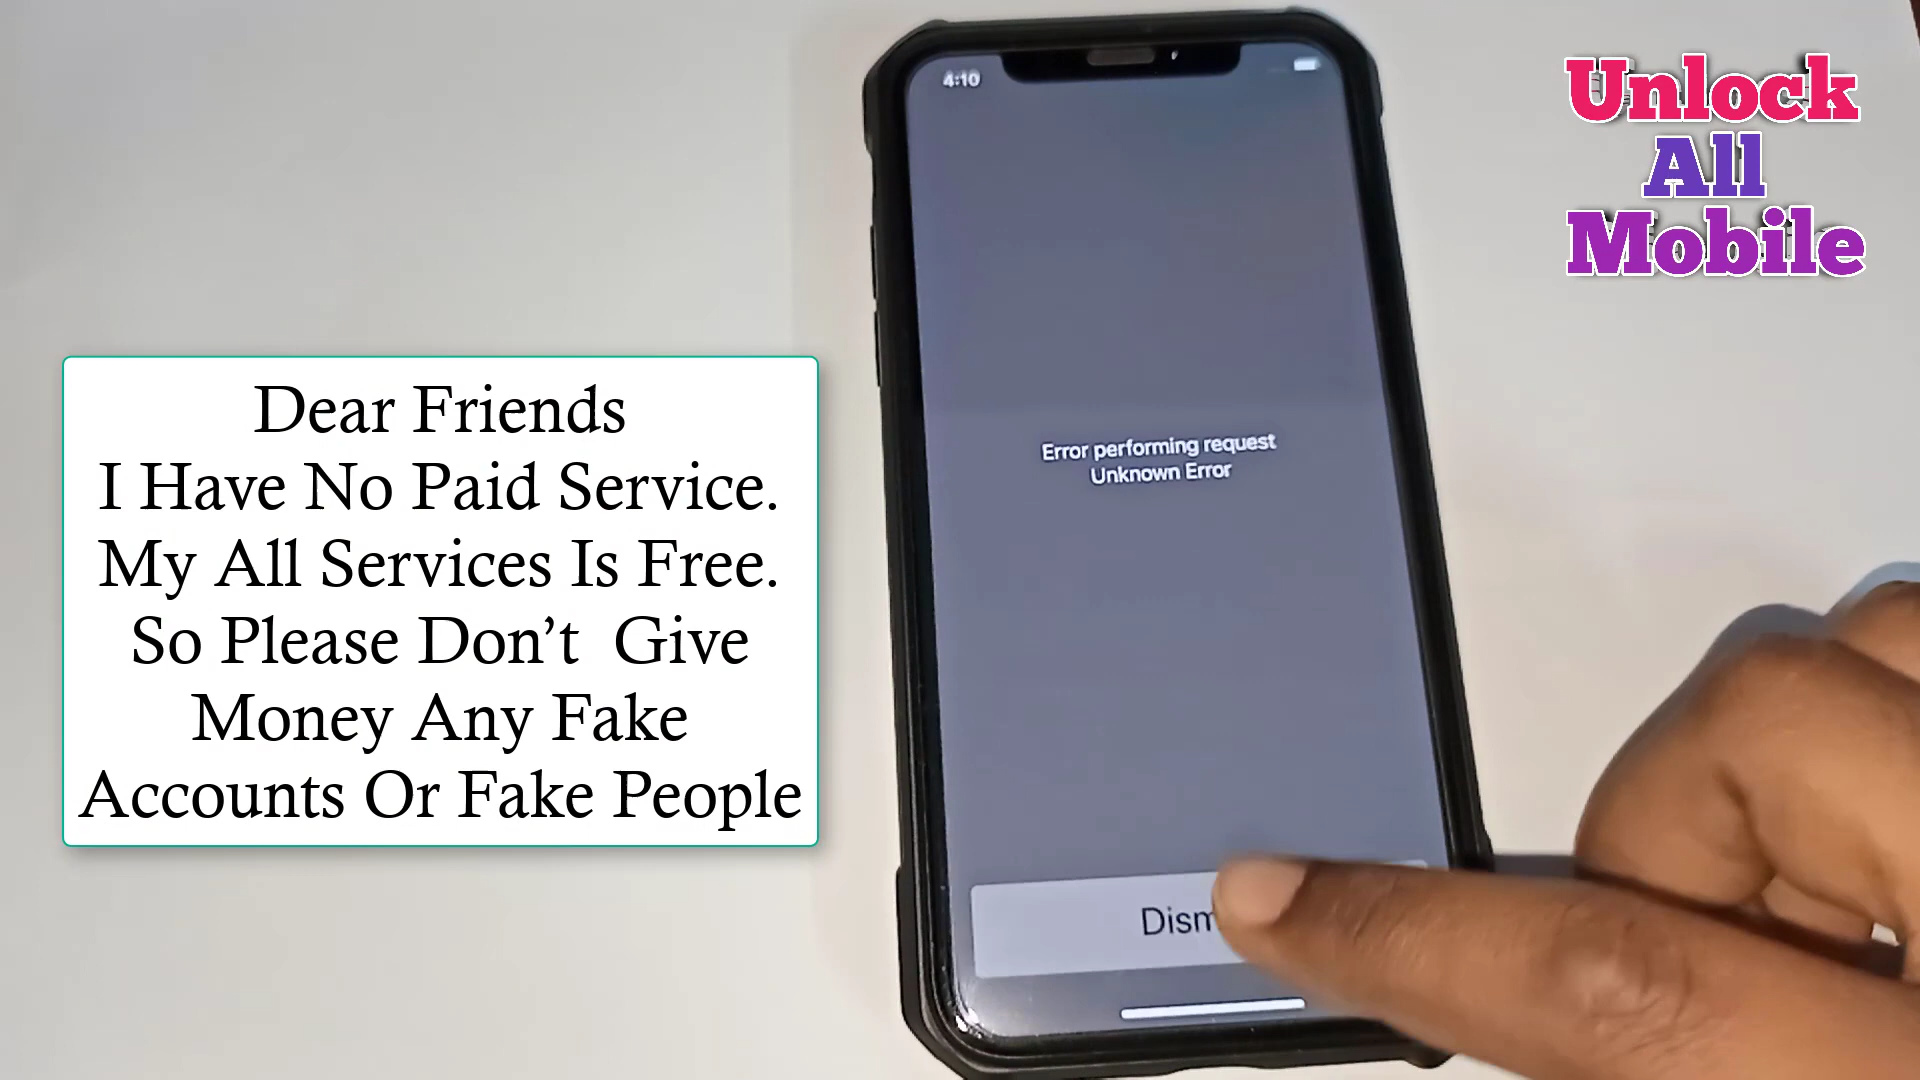 Unlock
All
Mobile
4:10
Error performing request
Unknown Error
Dear Friends
I Have No Paid Service.
My All Services Is Free.
So Please Don’t  Give
Money Any Fake
Accounts Or Fake People